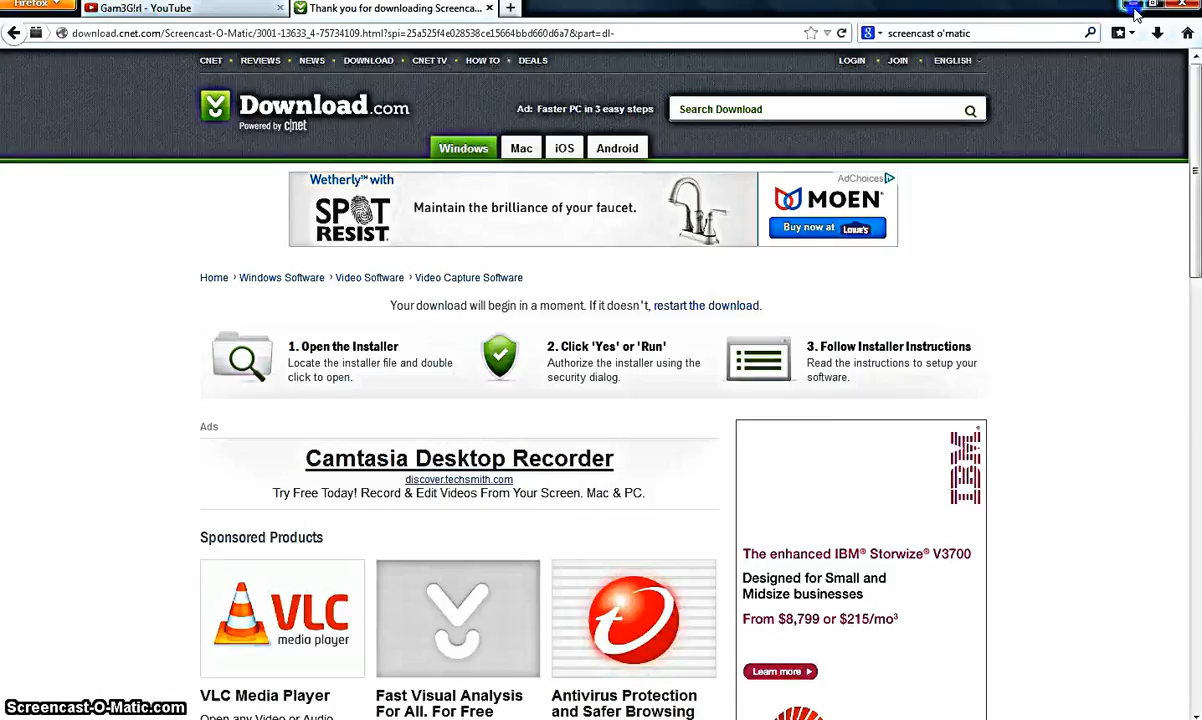 Firefox
Gam3G!rl - YouTube
Thank you for downloading Screenca...
download.cnet.com/Screencast-O-Matic/3001-13633_4-75734109.html?spi=25a525f4e028538ce15664bbd660d6a7&part=dl-
screencast o'matic
CNET REVIEWS NEWS DOWNLOAD CNET TV HOW TO DEALS
LOGIN JOIN ENGLISH
Download.com
Powered by c|net
Ad: Faster PC in 3 easy steps
Search Download
Windows Mac iOS Android
Wetherly™ with
SPOT
RESIST.
Maintain the brilliance of your faucet.
AdChoices
MOEN
Buy now at Lowe's
Home › Windows Software › Video Software › Video Capture Software
Your download will begin in a moment. If it doesn't, restart the download.
1. Open the Installer
Locate the installer file and double
click to open.
2. Click 'Yes' or 'Run'
Authorize the installer using the
security dialog.
3. Follow Installer Instructions
Read the instructions to setup your
software.
Ads
Camtasia Desktop Recorder
discover.techsmith.com
Try Free Today! Record & Edit Videos From Your Screen. Mac & PC.
IBM®
The enhanced IBM® Storwize® V3700
Designed for Small and
Midsize businesses
From $8,799 or $215/mo³
Learn more
Sponsored Products
VLC
media player
VLC Media Player
Open any Video or Audio
Fast Visual Analysis
For All. For Free
Antivirus Protection
and Safer Browsing
Screencast-O-Matic.com